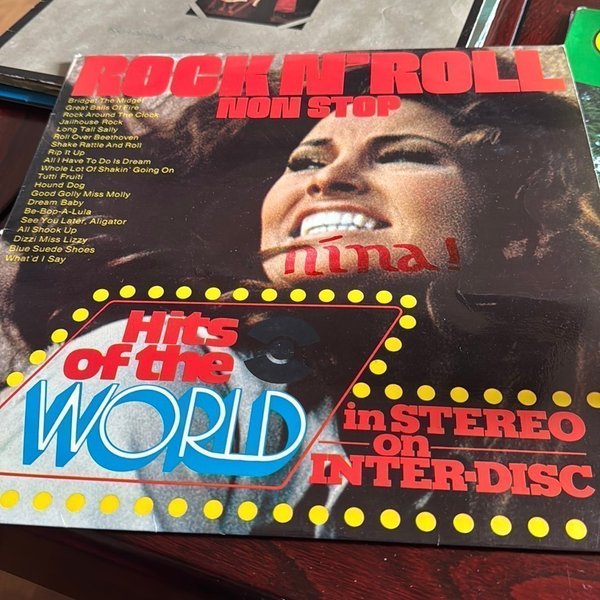 ROCK N' ROLL
NON STOP
Bridget The Midget
Great Balls Of Fire
Rock Around The Clock
Jailhouse Rock
Long Tall Sally
Roll Over Beethoven
Shake Rattle And Roll
Rip It Up
All I Have To Do Is Dream
Whole Lot Of Shakin' Going On
Tutti Fruiti
Hound Dog
Good Golly Miss Molly
Dream Baby
Be-Bop-A-Lula
See You Later, Aligator
All Shook Up
Dizzi Miss Lizzy
Blue Suede Shoes
What'd I Say
nina!
Hits
of the
WORLD
in STEREO
on
INTER-DISC